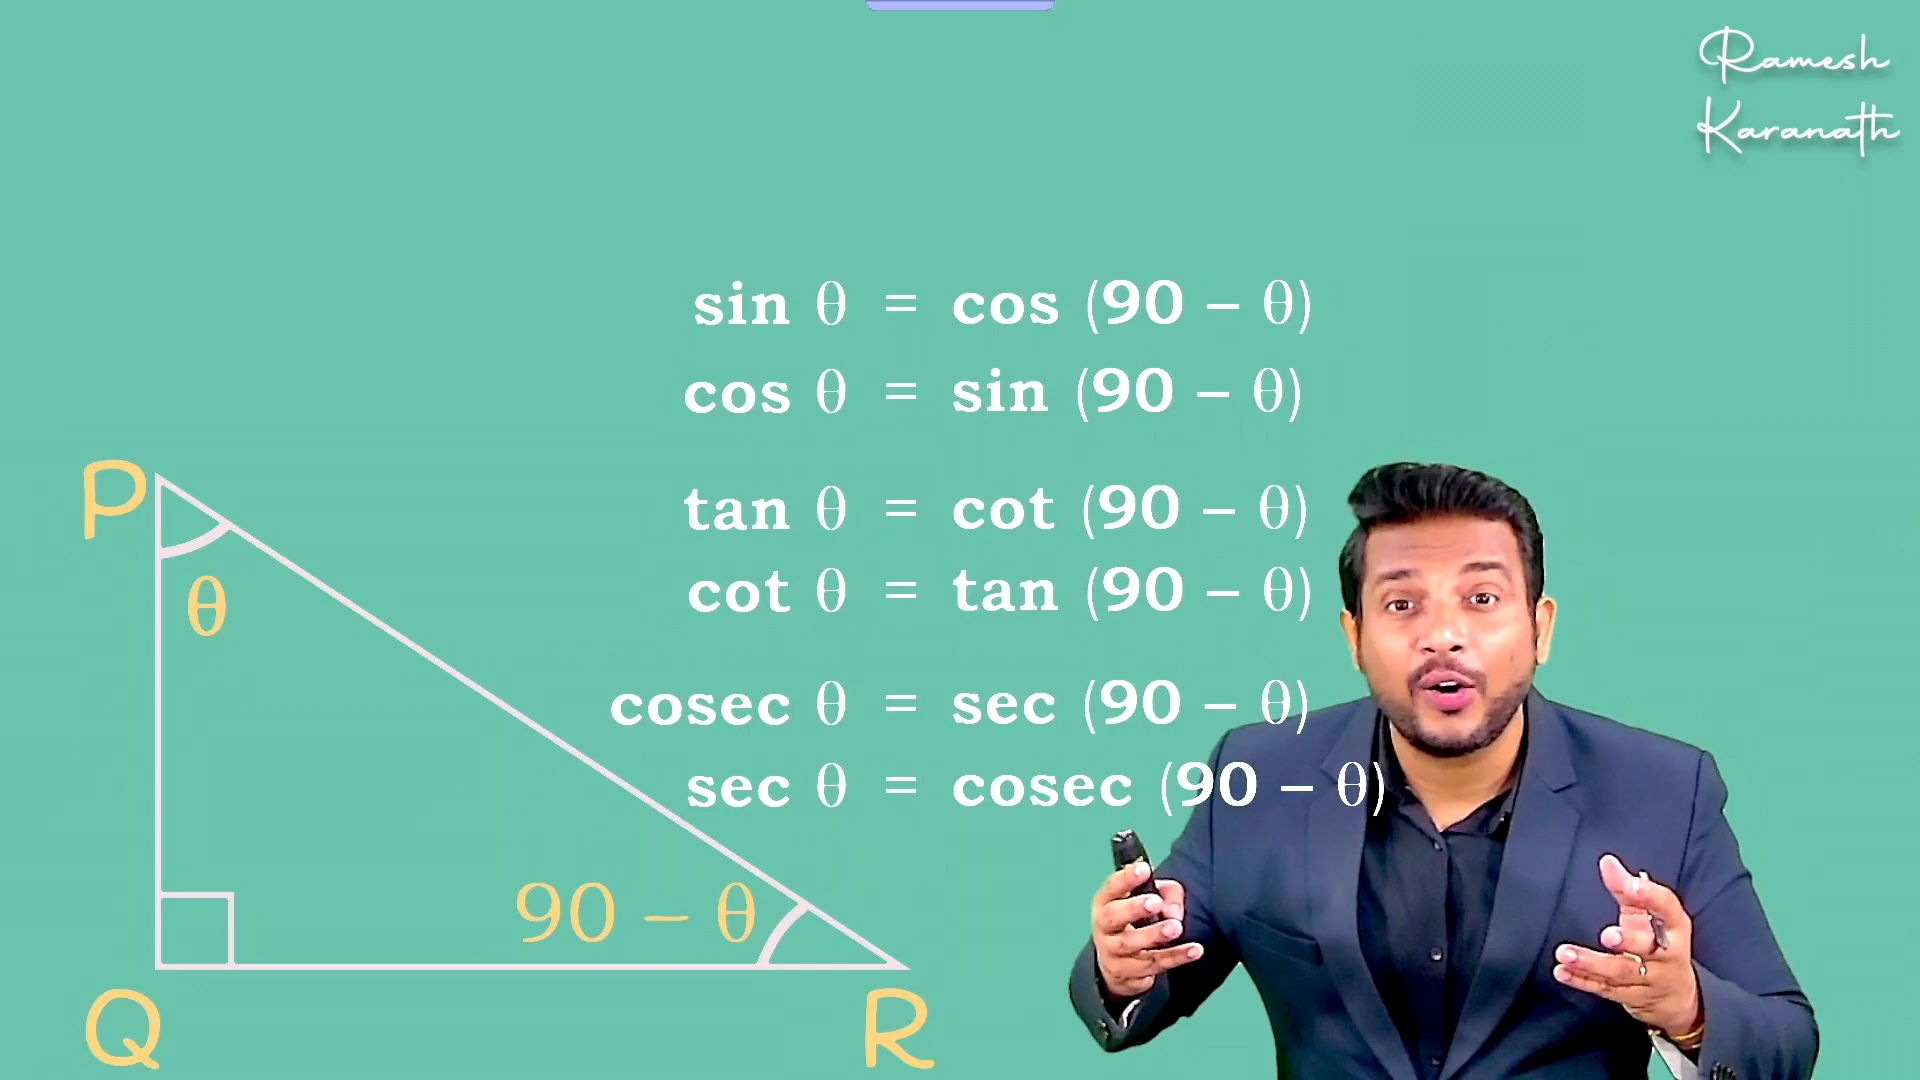 Ramesh
Karanath
sin θ = cos (90 – θ)
cos θ = sin (90 – θ)
tan θ = cot (90 – θ)
cot θ = tan (90 – θ)
cosec θ = sec (90 – θ)
sec θ = cosec (90 – θ)
P
θ
90 – θ
Q
R